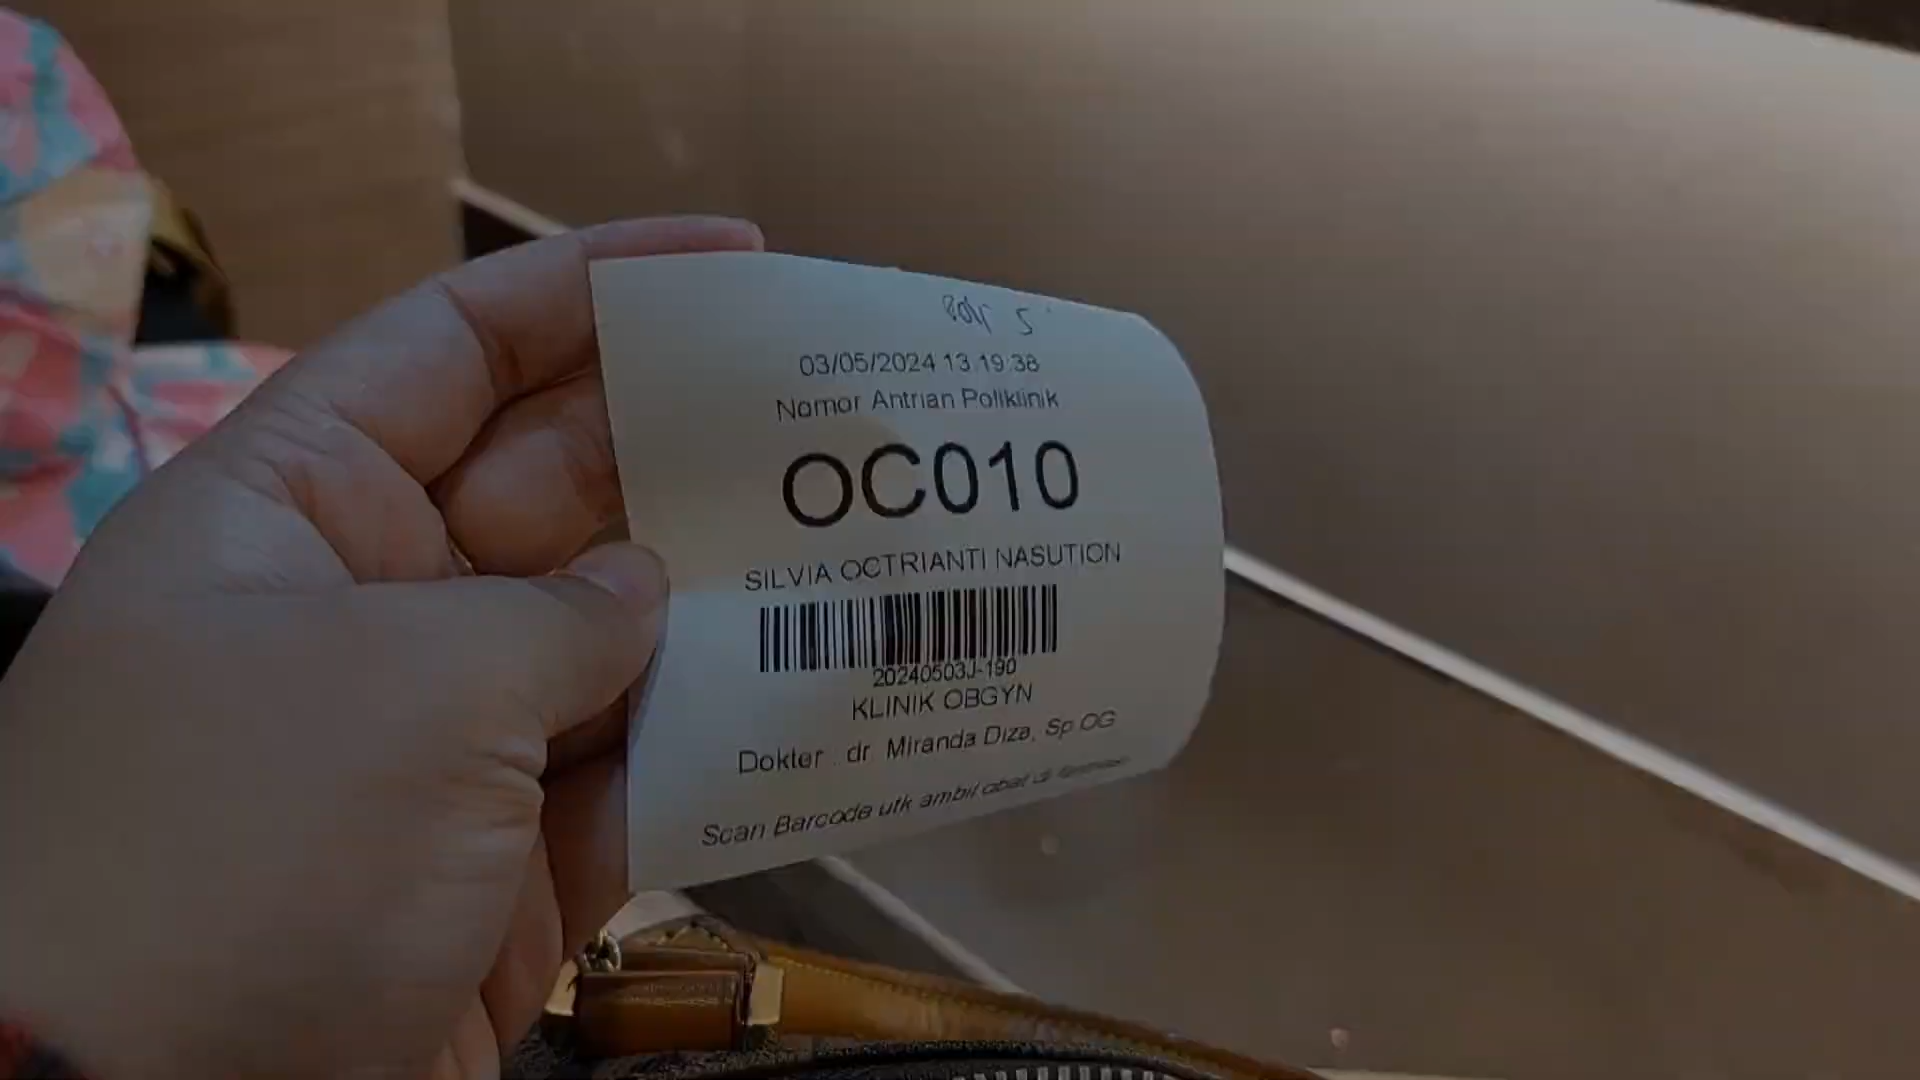 03/05/2024 13:19:38
Nomor Antrian Poliklinik
OC010
SILVIA OCTRIANTI NASUTION
20240503J-190
KLINIK OBGYN
Dokter : dr. Miranda Diza, Sp.OG
Scan Barcode utk ambil obat di farmasi